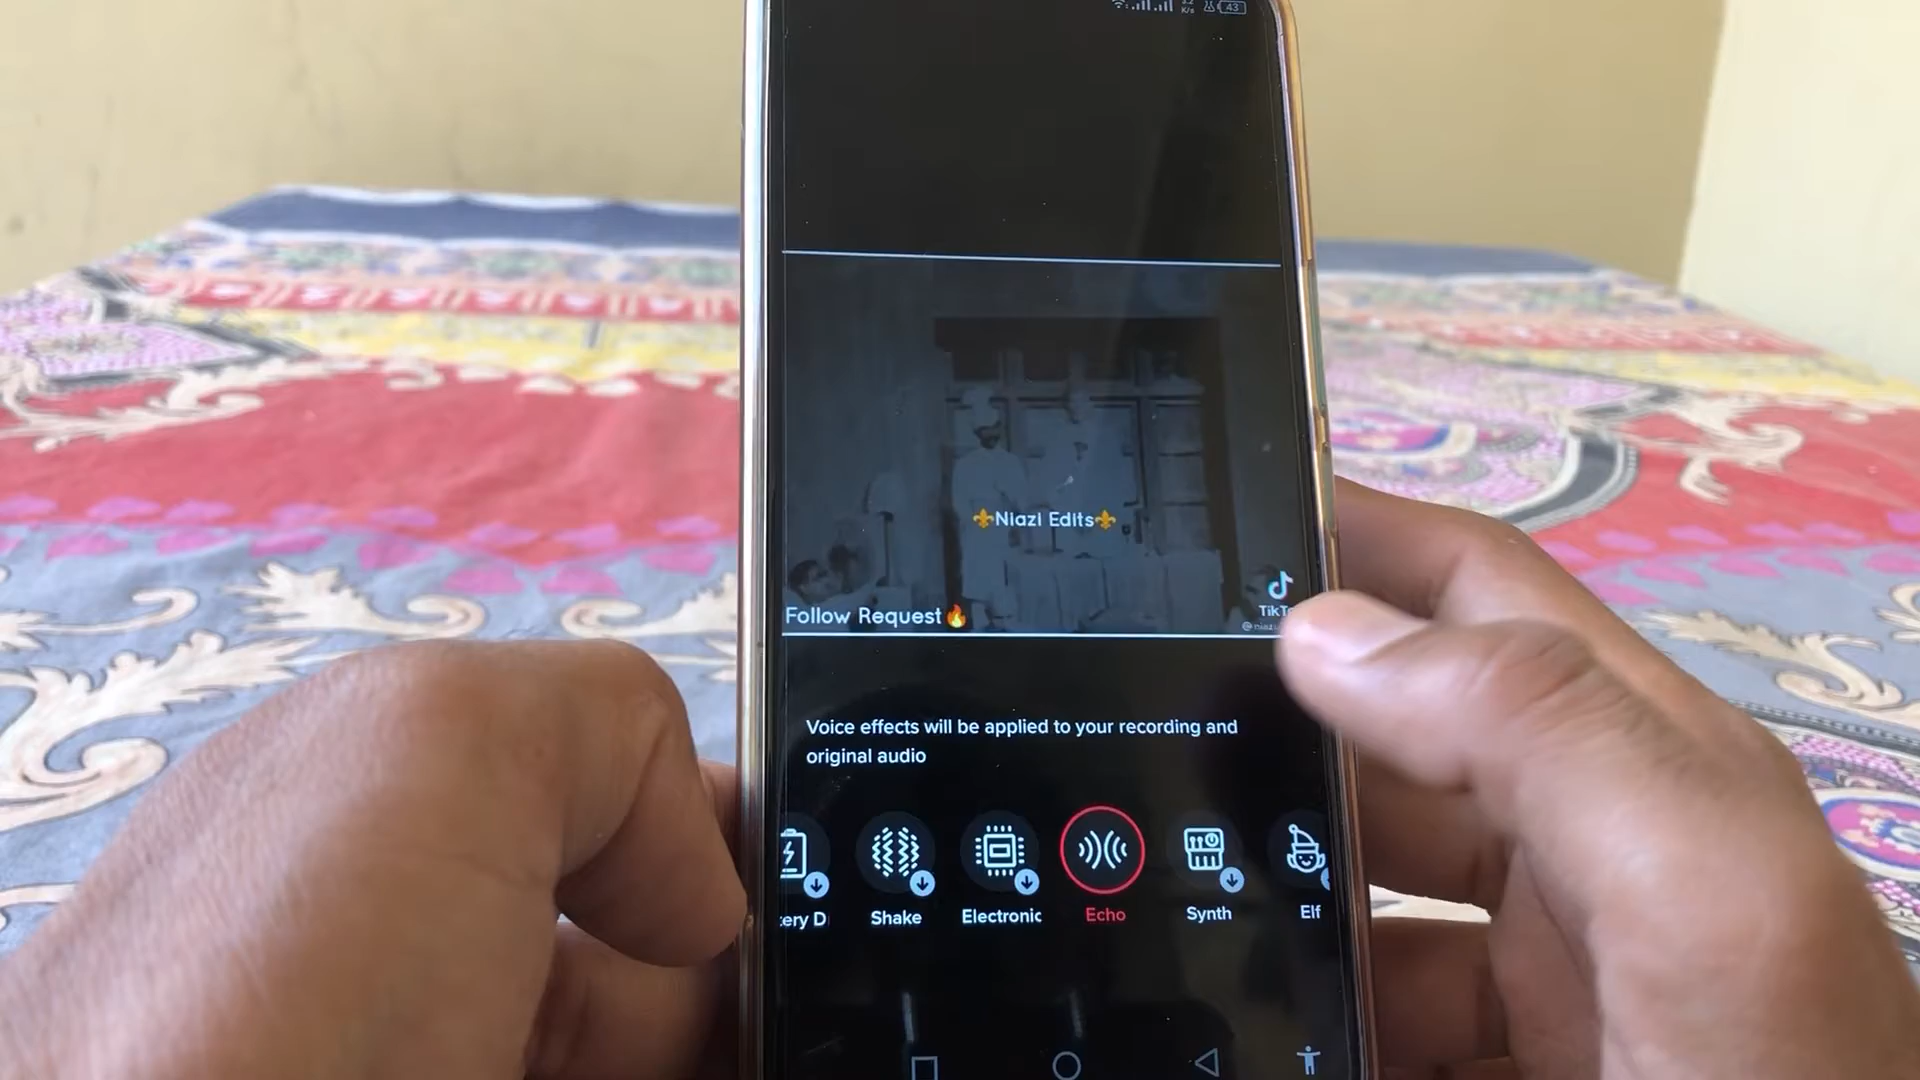 43
K/s
⚜Niazi Edits⚜
Follow Request🔥
Voice effects will be applied to your recording and
original audio
Shake
Electronic
Echo
Synth
Elf